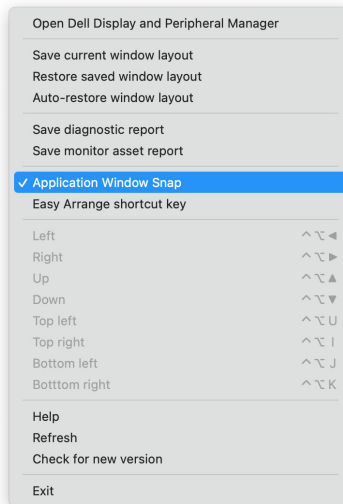 Open Dell Display and Peripheral Manager
Save current window layout
Restore saved window layout
Auto-restore window layout
Save diagnostic report
Save monitor asset report
✓ Application Window Snap
Easy Arrange shortcut key
Left ^⌥◀
Right ^⌥▶
Up ^⌥▲
Down ^⌥▼
Top left ^⌥U
Top right ^⌥I
Bottom left ^⌥J
Botttom right ^⌥K
Help
Refresh
Check for new version
Exit